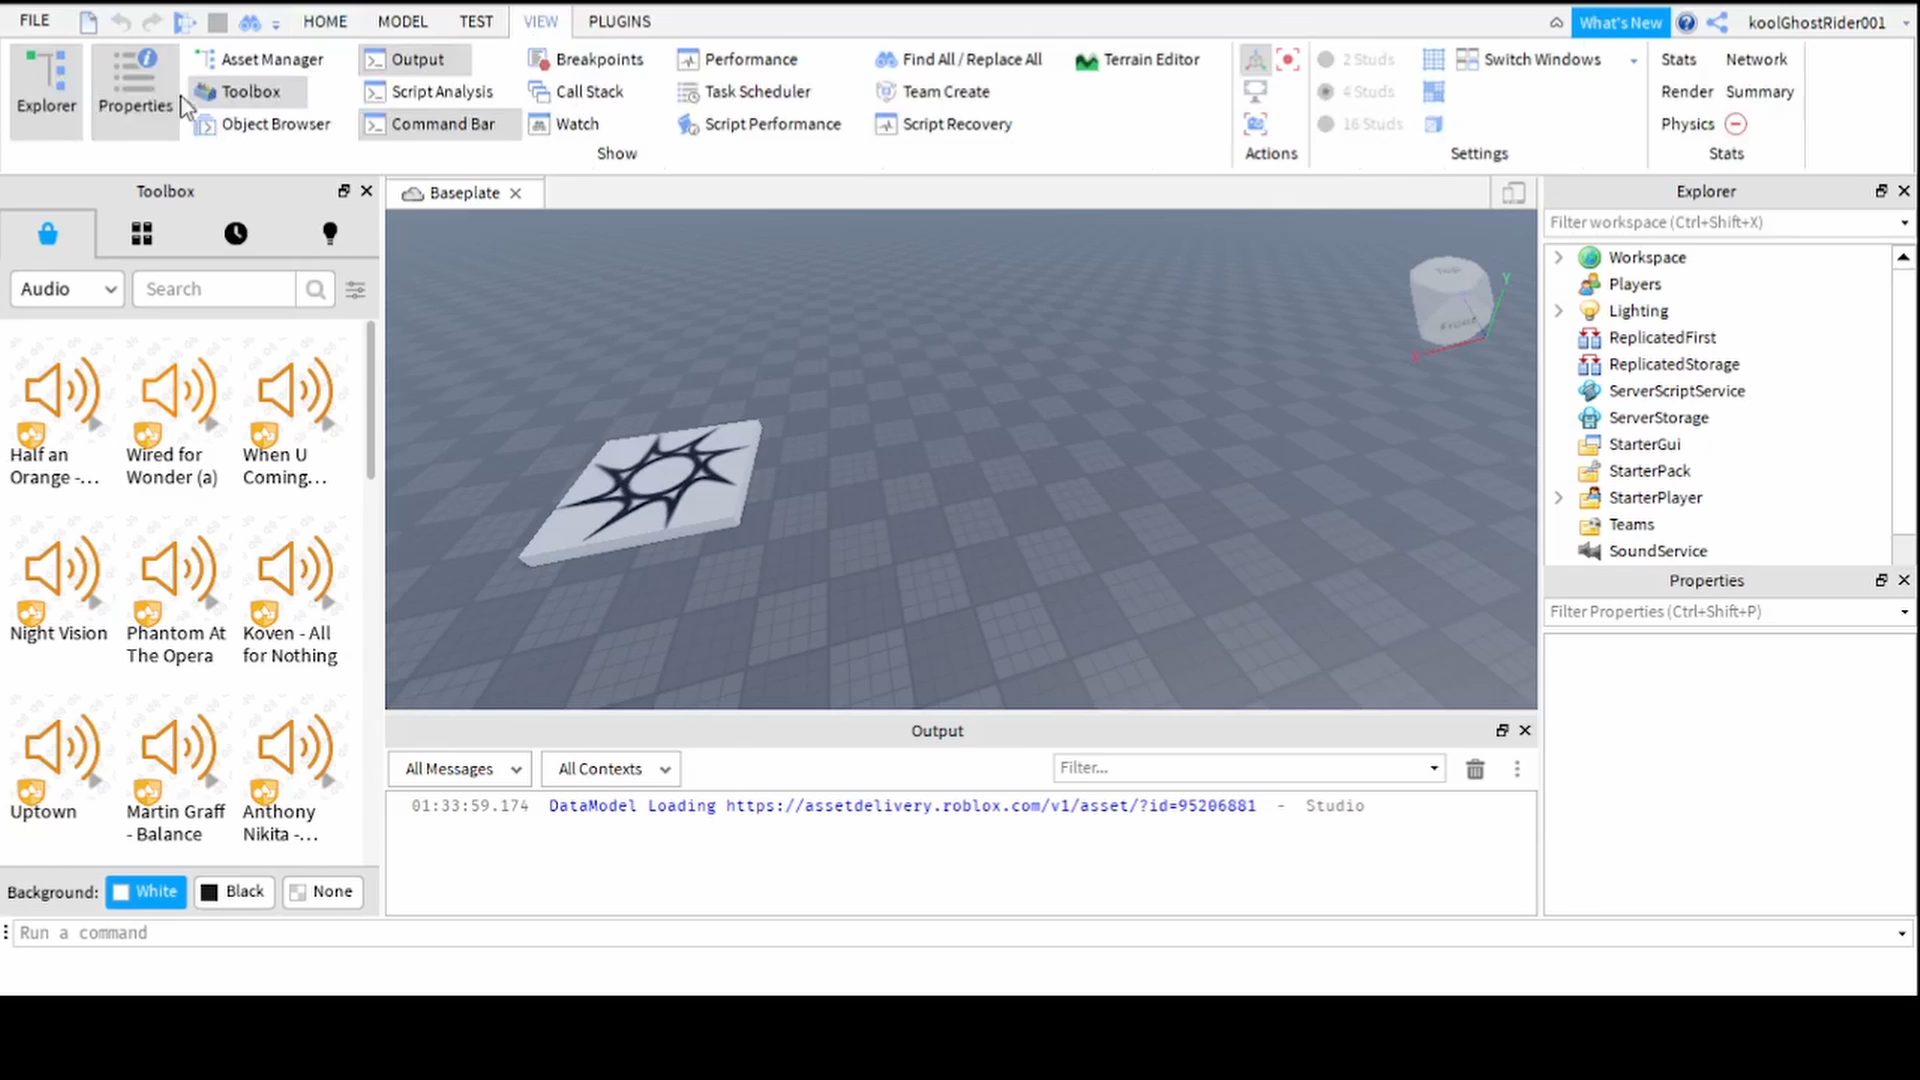 FILE HOME MODEL TEST VIEW PLUGINS What's New koolGhostRider001
Explorer
Properties
Asset Manager
Toolbox
Object Browser
Output
Script Analysis
Command Bar
Breakpoints
Call Stack
Watch
Performance
Task Scheduler
Script Performance
Find All / Replace All
Team Create
Script Recovery
Terrain Editor
Show
Actions
2 Studs
4 Studs
16 Studs
Switch Windows
Settings
Stats Network
Render Summary
Physics
Stats
Toolbox
Audio
Search
Half an
Orange -...
Wired for
Wonder (a)
When U
Coming...
Night Vision
Phantom At
The Opera
Koven - All
for Nothing
Uptown
Martin Graff
- Balance
Anthony
Nikita -...
Background: White Black None
Baseplate
TOP
Front
Y
Output
All Messages All Contexts Filter...
01:33:59.174 DataModel Loading https://assetdelivery.roblox.com/v1/asset/?id=95206881 - Studio
Explorer
Filter workspace (Ctrl+Shift+X)
Workspace
Players
Lighting
ReplicatedFirst
ReplicatedStorage
ServerScriptService
ServerStorage
StarterGui
StarterPack
StarterPlayer
Teams
SoundService
Properties
Filter Properties (Ctrl+Shift+P)
Run a command